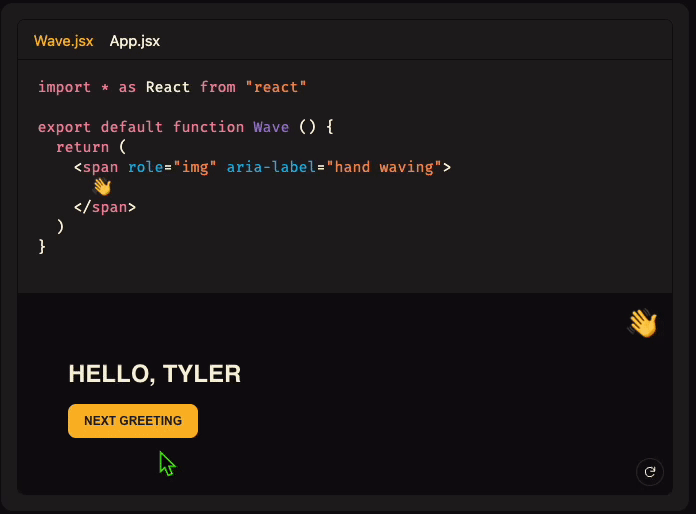 Wave.jsx App.jsx
import * as React from "react"
export default function Wave () {
  return (
    <span role="img" aria-label="hand waving">
      👋
    </span>
  )
}
HELLO, TYLER
NEXT GREETING